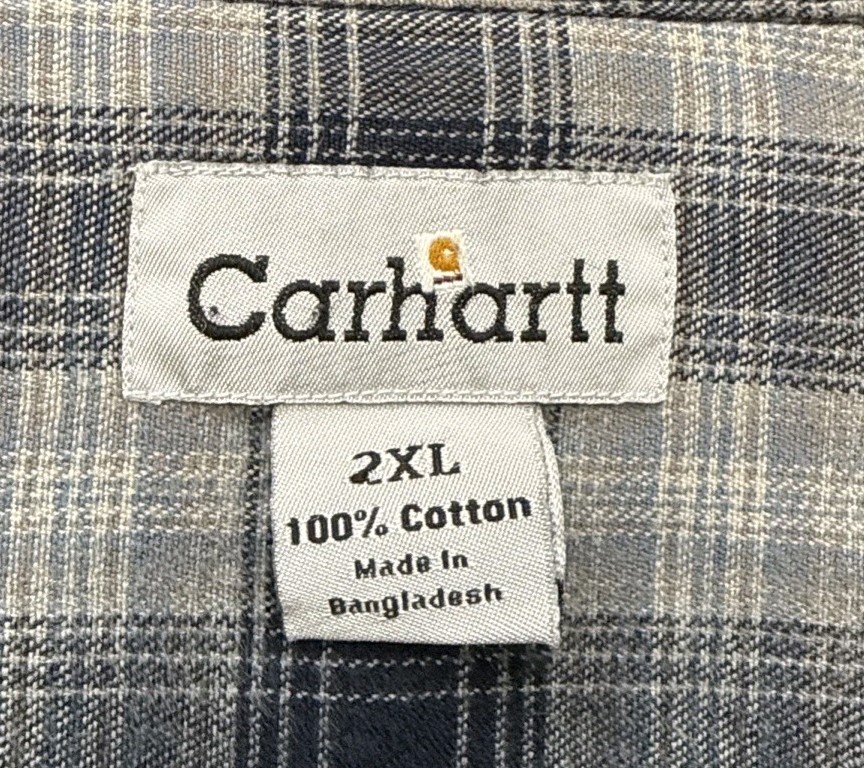 Carhartt
2XL
100% Cotton
Made In
Bangladesh